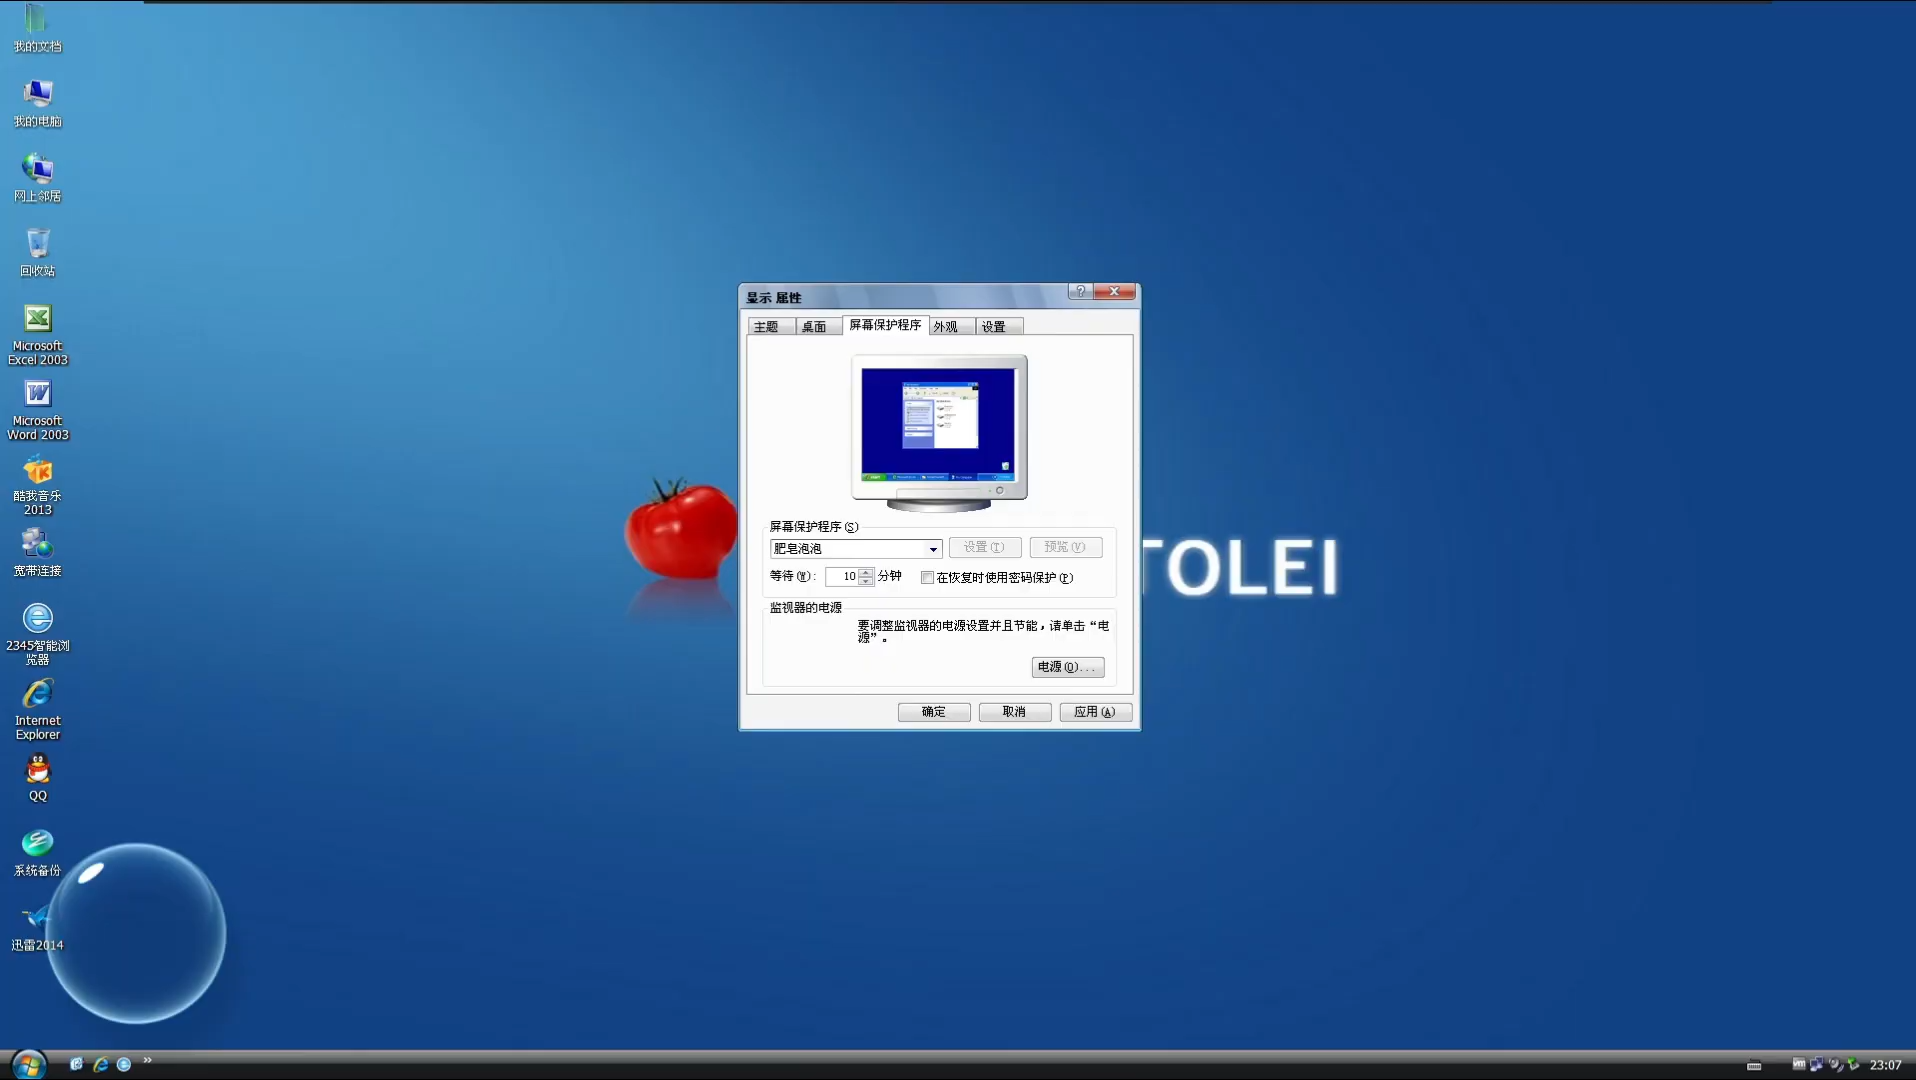 我的文档
我的电脑
网上邻居
回收站
Microsoft
Excel 2003
Microsoft
Word 2003
酷我音乐
2013
宽带连接
2345智能浏
览器
Internet
Explorer
QQ
系统备份
迅雷2014
TOLEI
显示 属性
主题 桌面 屏幕保护程序 外观 设置
屏幕保护程序(S)
肥皂泡泡 设置(T) 预览(V)
等待(W): 10 分钟 在恢复时使用密码保护(P)
监视器的电源
要调整监视器的电源设置并且节能，请单击“电
源”。
电源(O)...
确定 取消 应用(A)
23:07